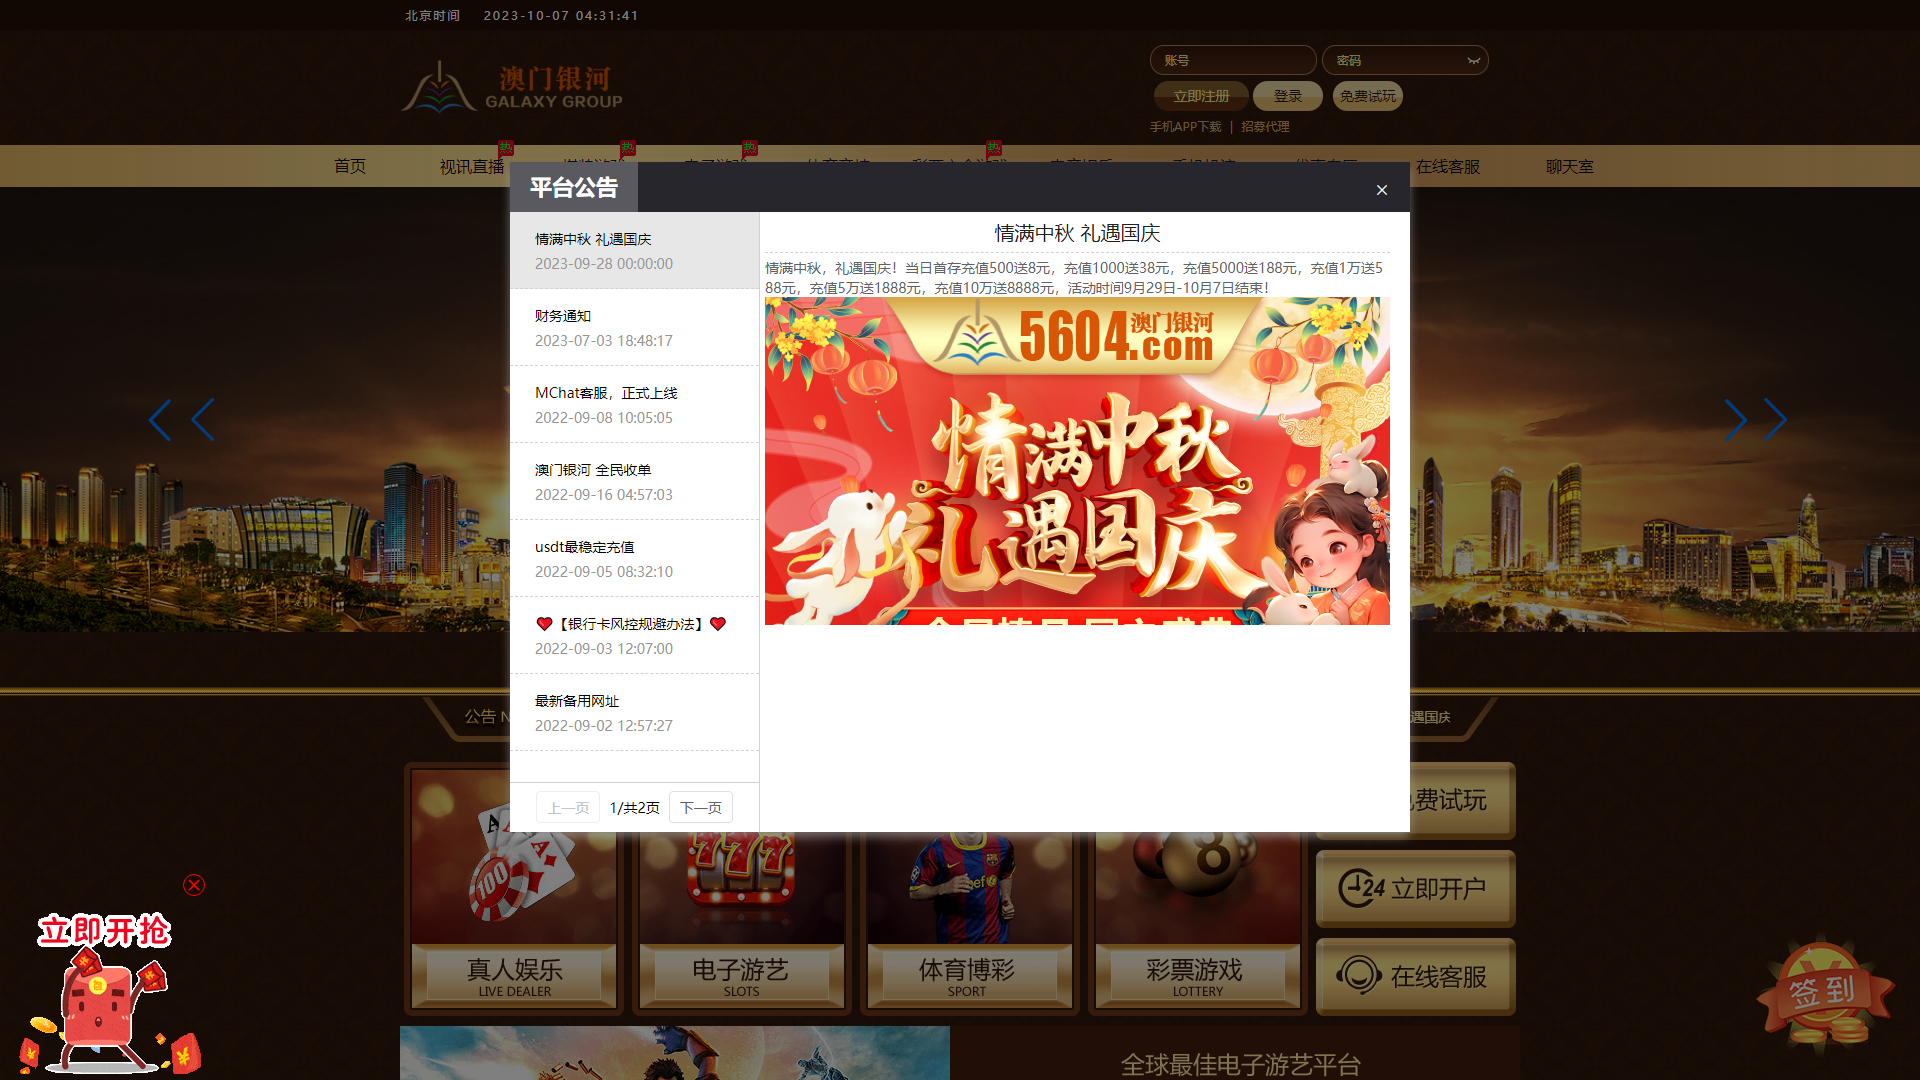 北京时间 2023-10-07 04:31:41
澳门银河
GALAXY GROUP
账号
密码
立即注册
登录
免费试玩
手机APP下载 | 招募代理
热 热 热 热
首页
视讯直播
在线客服
聊天室
平台公告
×
情满中秋 礼遇国庆
2023-09-28 00:00:00
财务通知
2023-07-03 18:48:17
MChat客服，正式上线
2022-09-08 10:05:05
澳门银河 全民收单
2022-09-16 04:57:03
usdt最稳定充值
2022-09-05 08:32:10
【银行卡风控规避办法】
2022-09-03 12:07:00
最新备用网址
2022-09-02 12:57:27
上一页
1/共2页
下一页
情满中秋 礼遇国庆
情满中秋，礼遇国庆！当日首存充值500送8元，充值1000送38元，充值5000送188元，充值1万送5
88元，充值5万送1888元，充值10万送8888元，活动时间9月29日-10月7日结束！
5604.com
澳门银河
情满中秋
礼遇国庆
公告
遇国庆
费试玩
24 立即开户
在线客服
真人娱乐
LIVE DEALER
电子游艺
SLOTS
体育博彩
SPORT
彩票游戏
LOTTERY
立即开抢
签到
全球最佳电子游艺平台